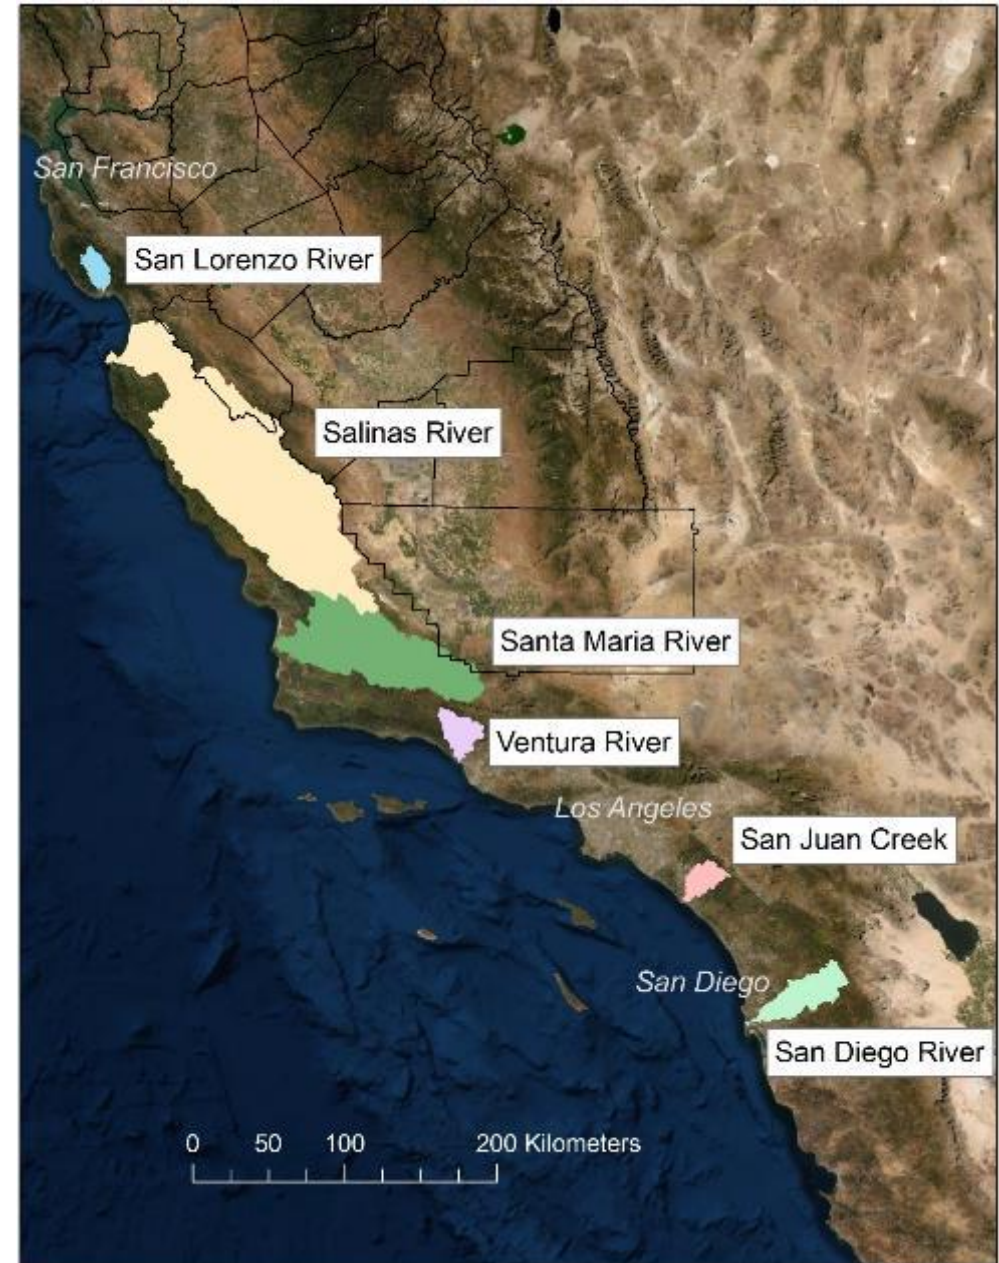 San Francisco
San Lorenzo River
Salinas River
Santa Maria River
Ventura River
Los Angeles
San Juan Creek
San Diego
San Diego River
0 50 100 200 Kilometers